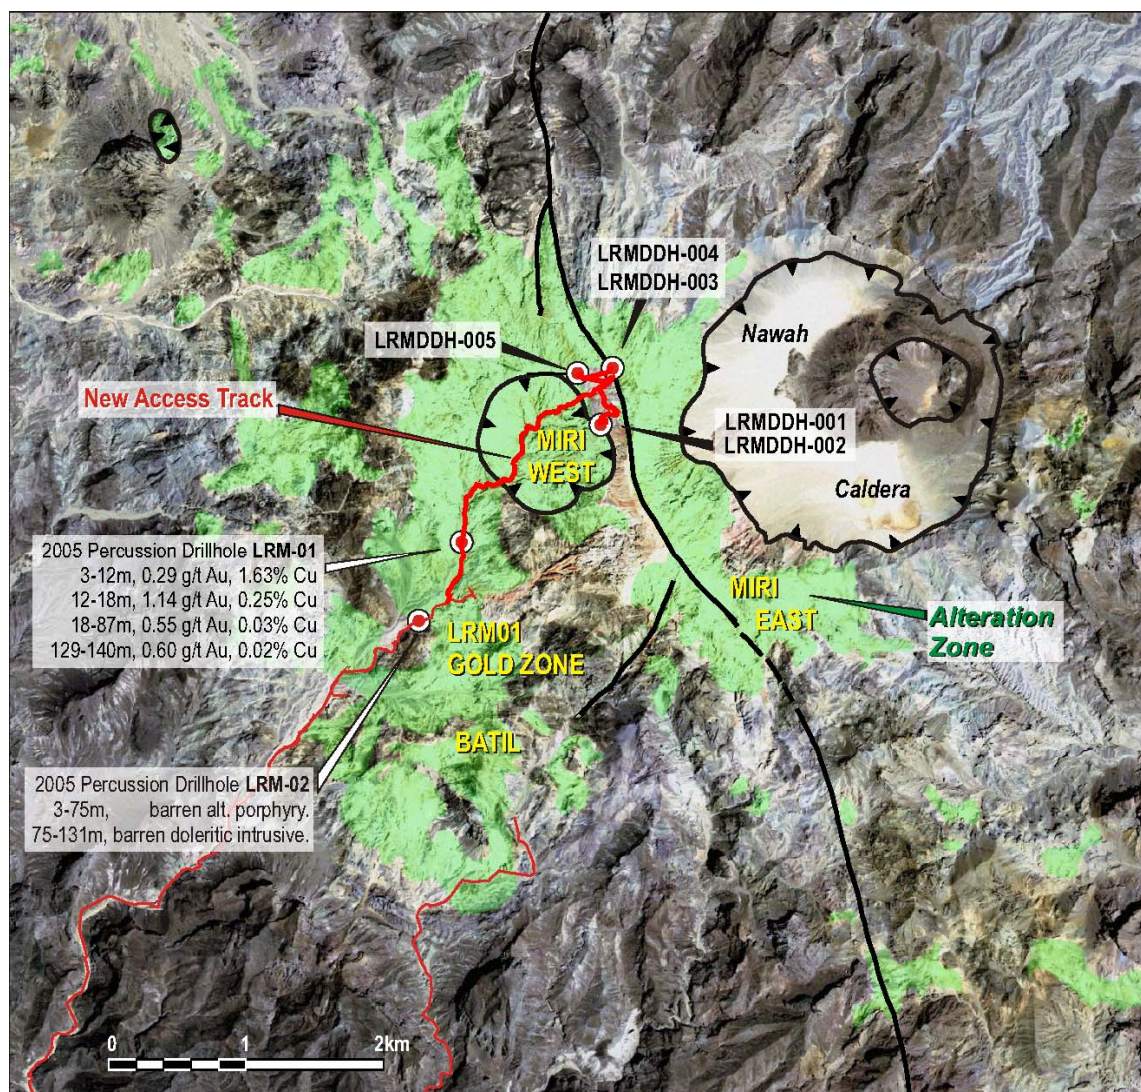 LRMDDH-004
LRMDDH-003
Nawah
LRMDDH-005
New Access Track
LRMDDH-001
LRMDDH-002
MIRI
WEST
Caldera
2005 Percussion Drillhole LRM-01
3-12m, 0.29 g/t Au, 1.63% Cu
12-18m, 1.14 g/t Au, 0.25% Cu
18-87m, 0.55 g/t Au, 0.03% Cu
129-140m, 0.60 g/t Au, 0.02% Cu
MIRI
EAST
Alteration
Zone
LRM01
GOLD ZONE
BATIL
2005 Percussion Drillhole LRM-02
3-75m, barren alt. porphyry.
75-131m, barren doleritic intrusive.
0 1 2km